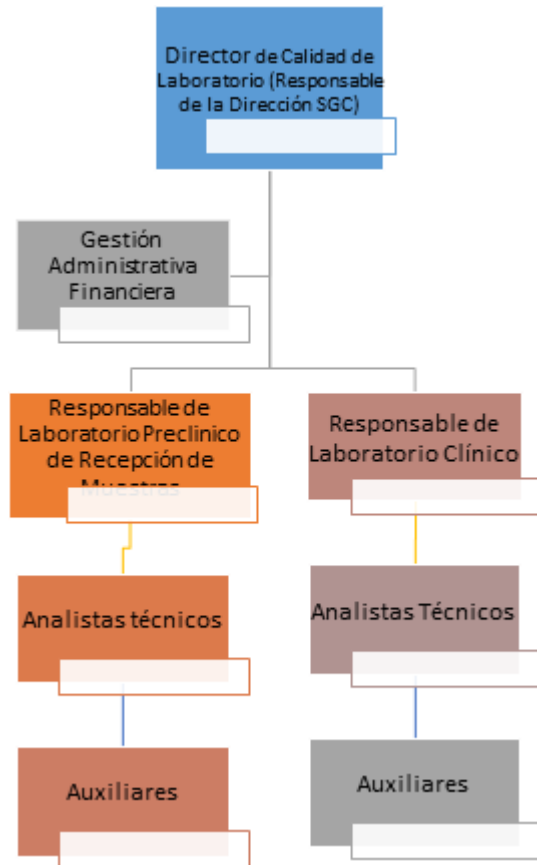 Director de Calidad de
Laboratorio (Responsable
de la Dirección SGC)
Gestión
Administrativa
Financiera
Responsable de
Laboratorio Preclinico
de Recepción de
Muestras
Responsable de
Laboratorio Clínico
Analistas técnicos
Analistas Técnicos
Auxiliares
Auxiliares